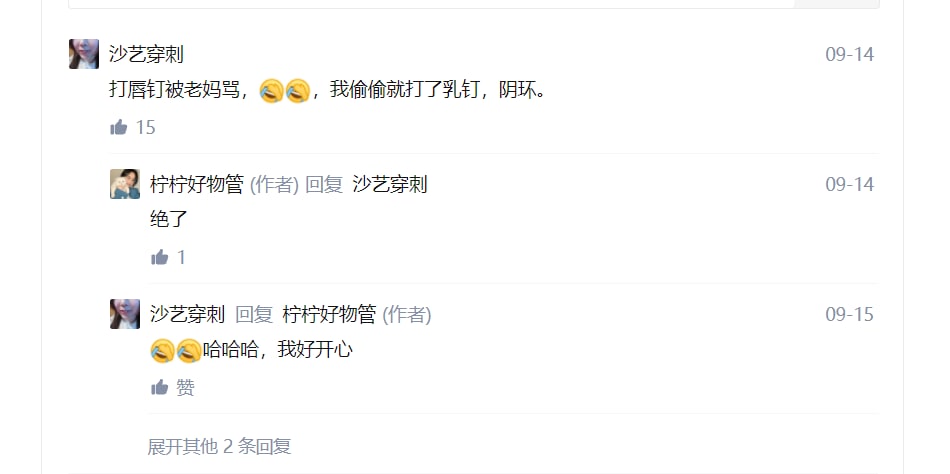 沙艺穿刺 09-14
打唇钉被老妈骂，🤣🤣，我偷偷就打了乳钉，阴环。
15
柠柠好物管 (作者) 回复 沙艺穿刺 09-14
绝了
1
沙艺穿刺 回复 柠柠好物管 (作者) 09-15
🤣🤣哈哈哈，我好开心
赞
展开其他 2 条回复